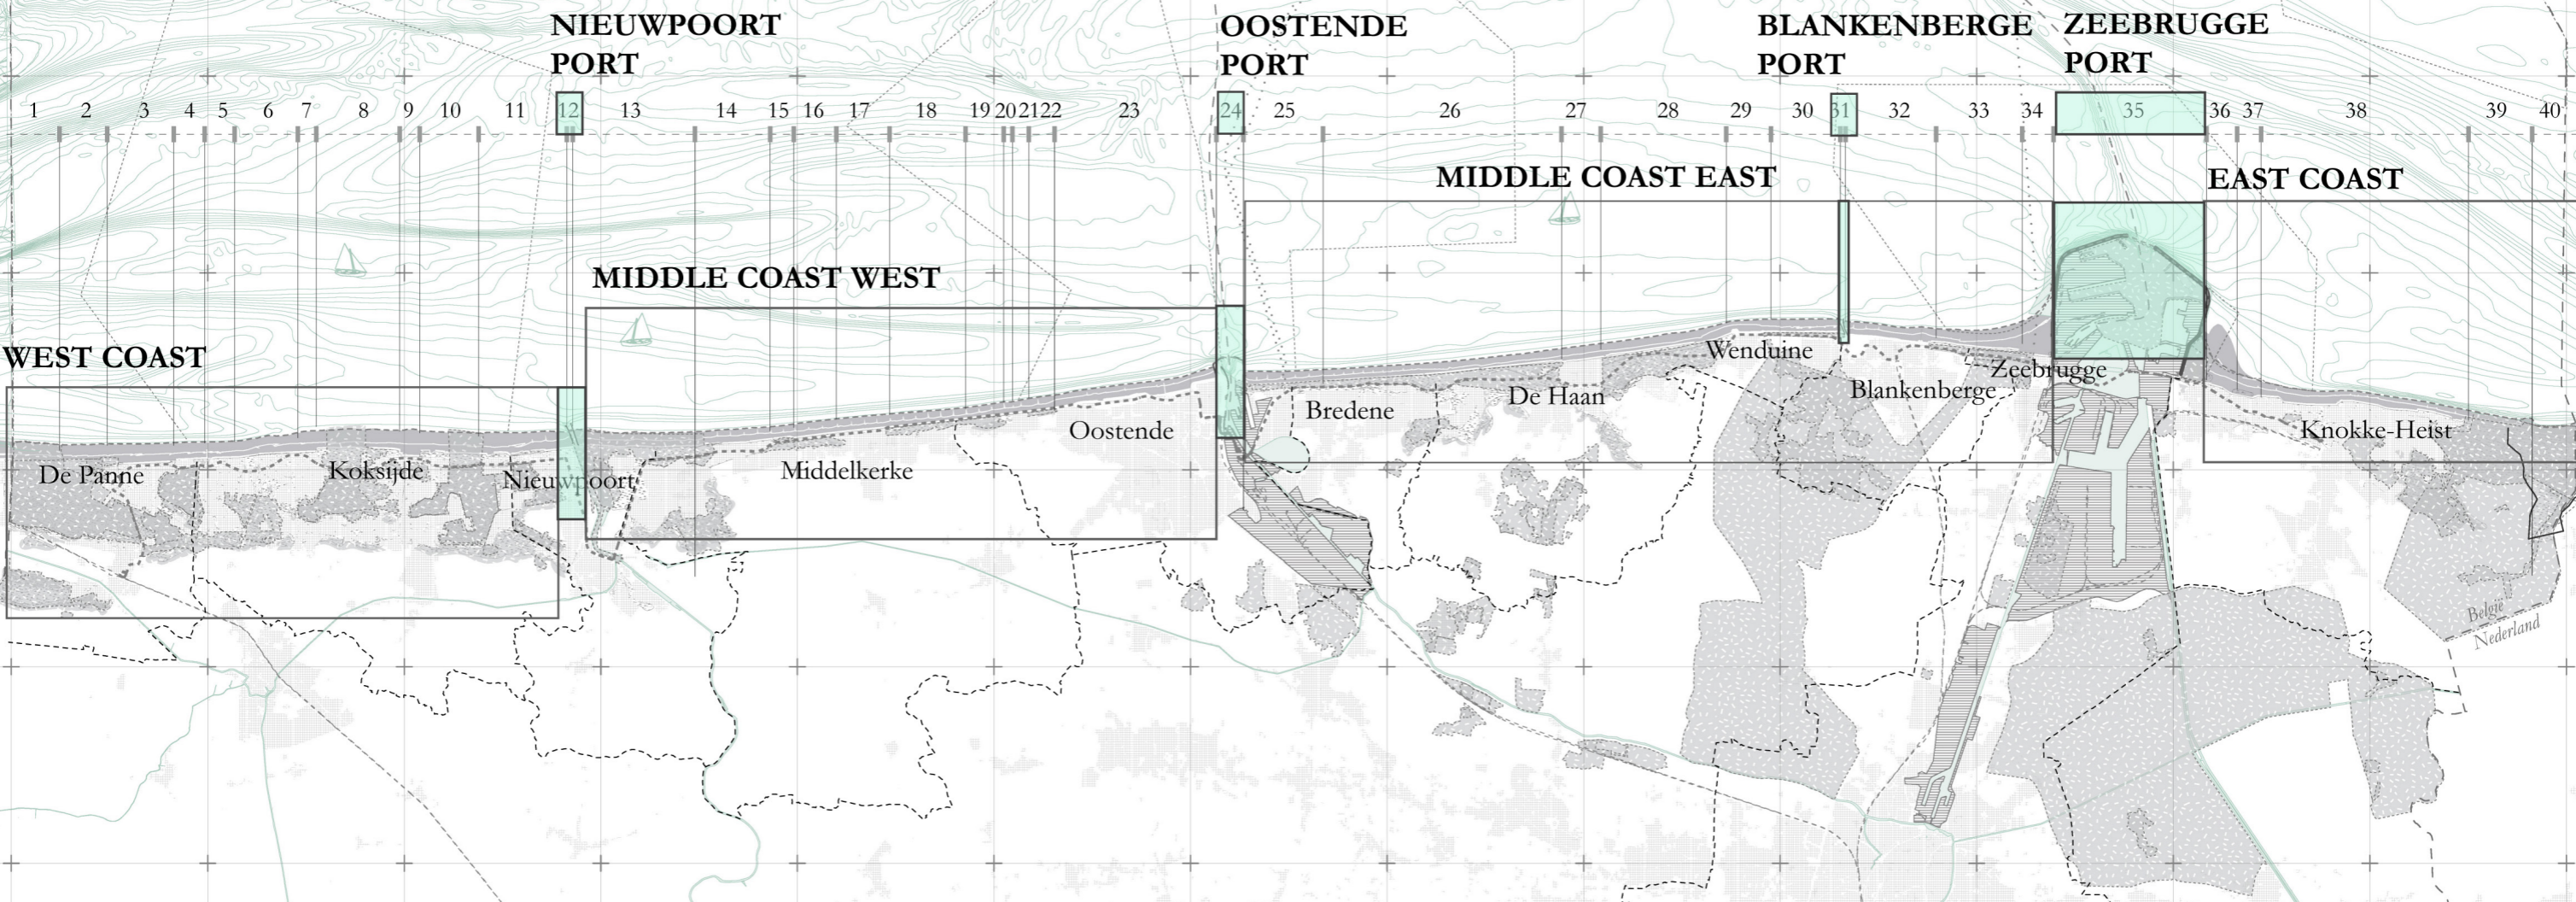 NIEUWPOORT
PORT
OOSTENDE
PORT
BLANKENBERGE
PORT
ZEEBRUGGE
PORT
1 2 3 4 5 6 7 8 9 10 11 12 13 14 15 16 17 18 19 20 21 22 23 24 25 26 27 28 29 30 31 32 33 34 35 36 37 38 39 40
MIDDLE COAST EAST
EAST COAST
MIDDLE COAST WEST
WEST COAST
Wenduine
Zeebrugge
Blankenberge
De Haan
Bredene
Oostende
Knokke-Heist
De Panne
Koksijde
Nieuwpoort
Middelkerke
België
Nederland